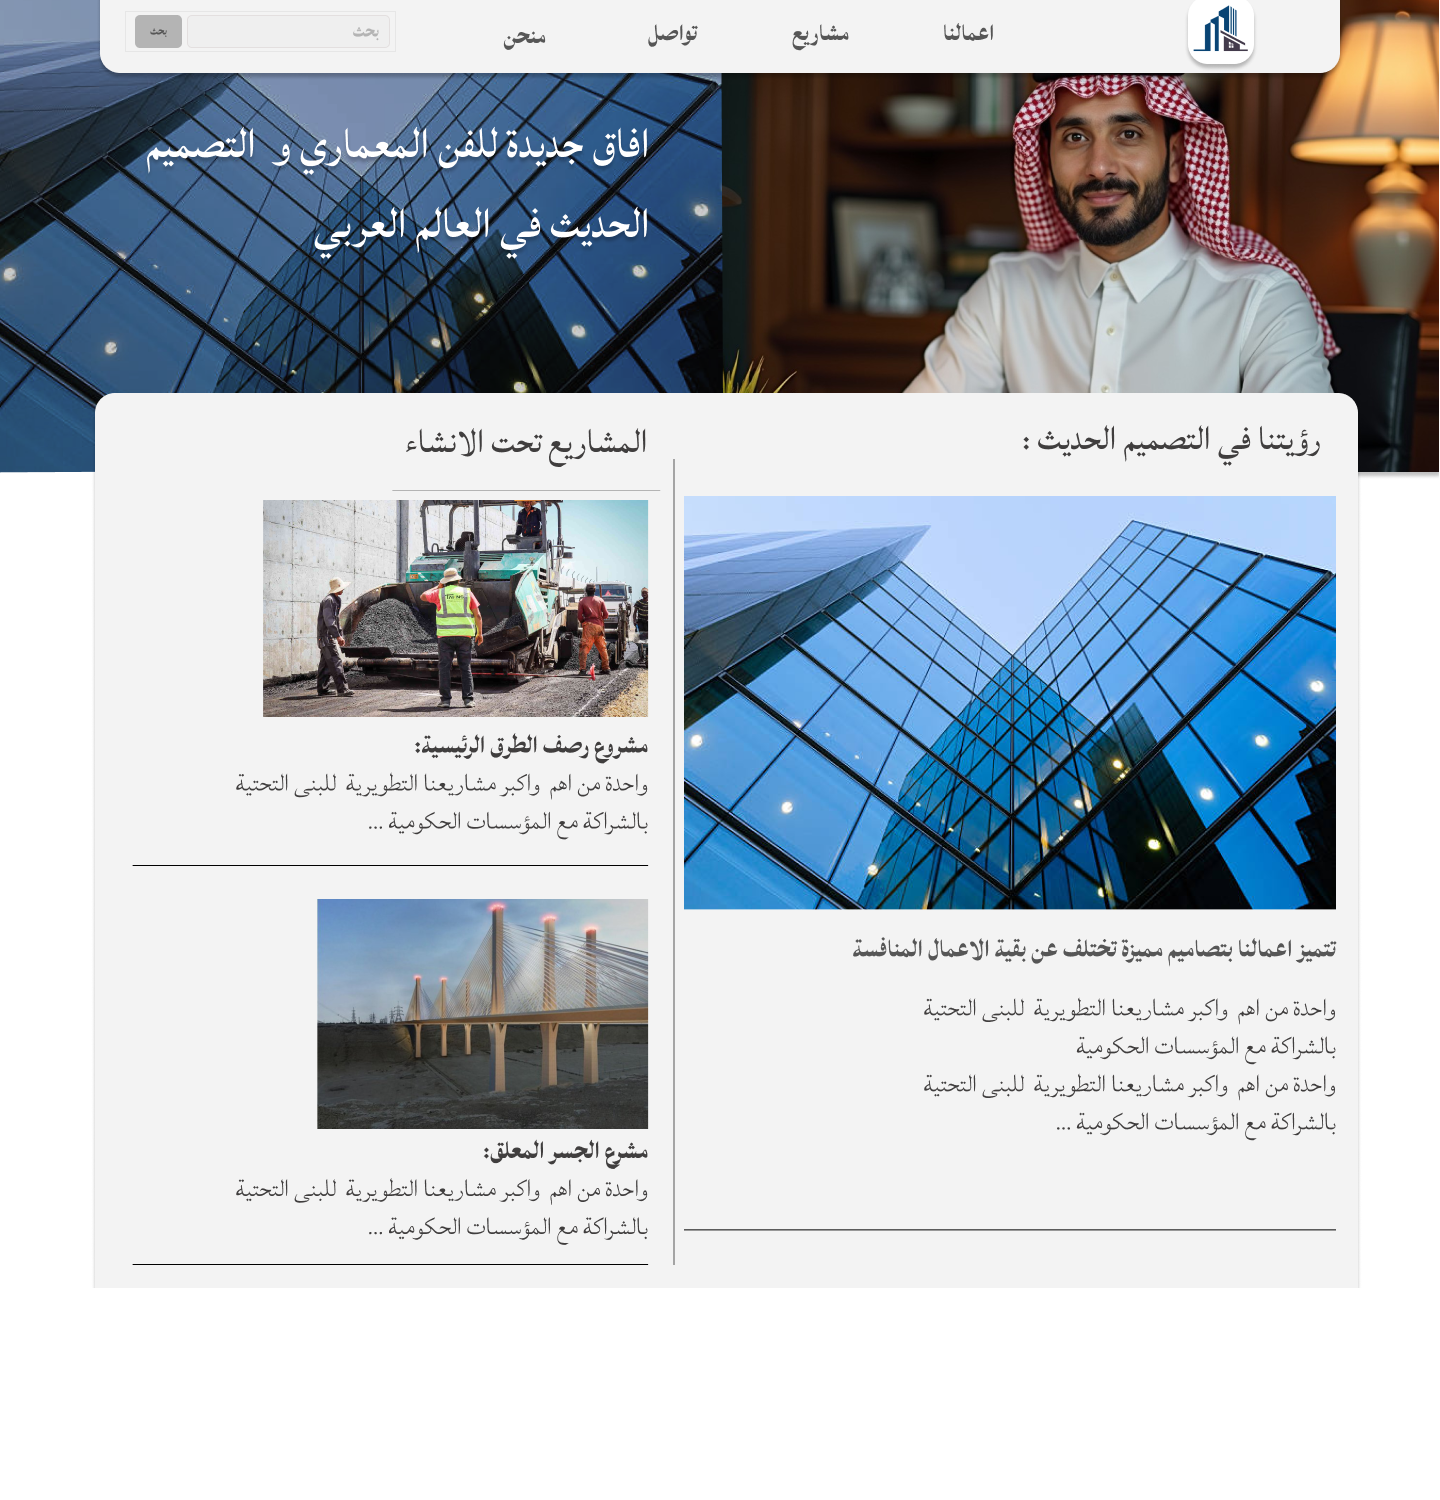 اعمالنا
مشاريع
تواصل
منحن
بحث
بحث
افاق جديدة للفن المعماري و التصميم
الحديث في العالم العربي
رؤيتنا في التصميم الحديث :
تتميز اعمالنا بتصاميم مميزة تختلف عن بقية الاعمال المنافسة
واحدة من اهم واكبر مشاريعنا التطويرية للبنى التحتية
بالشراكة مع المؤسسات الحكومية
واحدة من اهم واكبر مشاريعنا التطويرية للبنى التحتية
بالشراكة مع المؤسسات الحكومية ...
المشاريع تحت الانشاء
مشروع رصف الطرق الرئيسية:
واحدة من اهم واكبر مشاريعنا التطويرية للبنى التحتية
بالشراكة مع المؤسسات الحكومية ...
مشرع الجسر المعلق:
واحدة من اهم واكبر مشاريعنا التطويرية للبنى التحتية
بالشراكة مع المؤسسات الحكومية ...